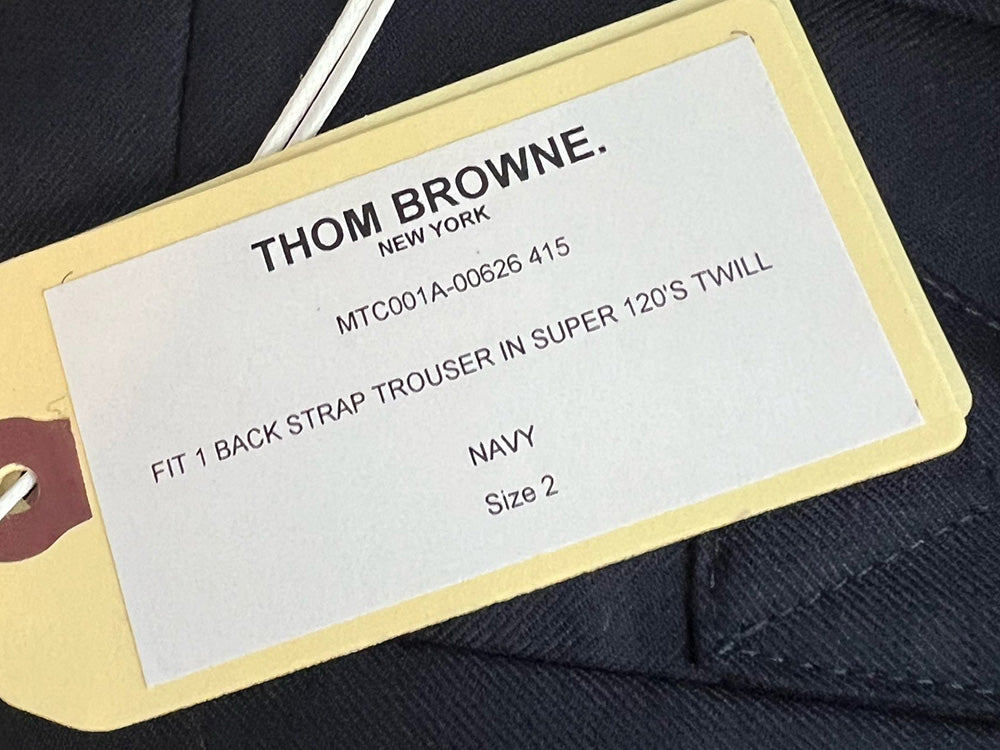 THOM BROWNE.
NEW YORK
MTC001A-00626 415
FIT 1 BACK STRAP TROUSER IN SUPER 120'S TWILL
NAVY
Size 2